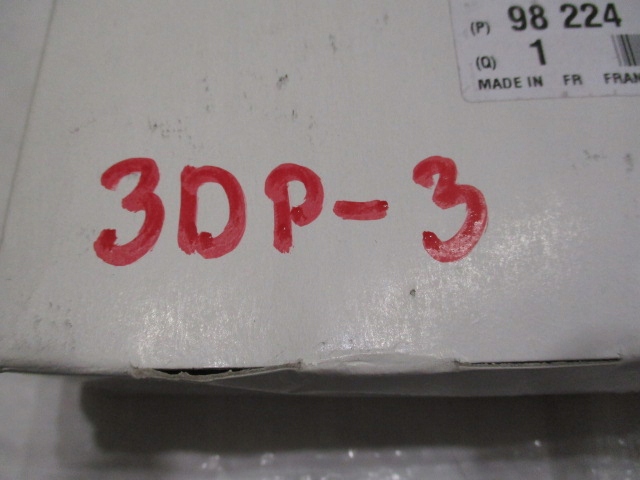 (P) 98 224
(Q) 1
MADE IN FR FRAN
3DP-3